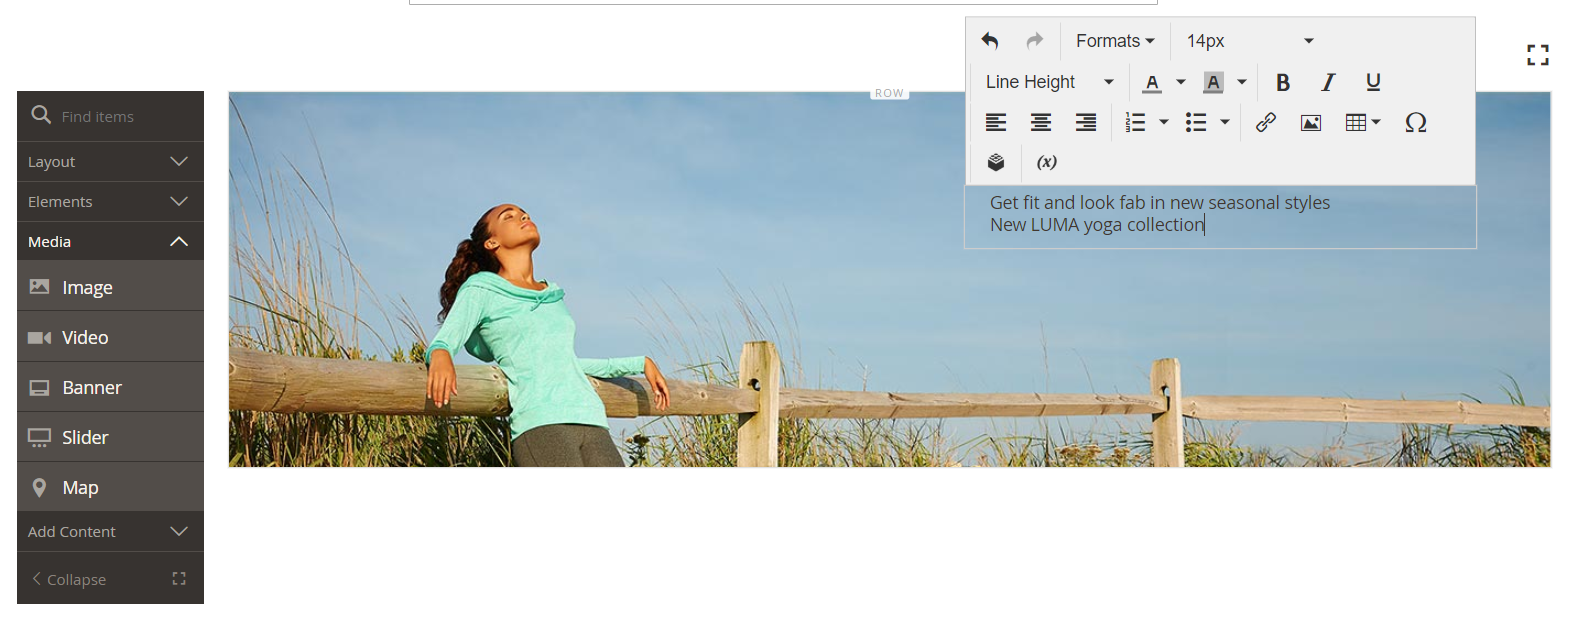 Formats
14px
Line Height
A
A
B
I
U
Ω
(x)
ROW
Get fit and look fab in new seasonal styles
New LUMA yoga collection
Find items
Layout
Elements
Media
Image
Video
Banner
Slider
Map
Add Content
Collapse